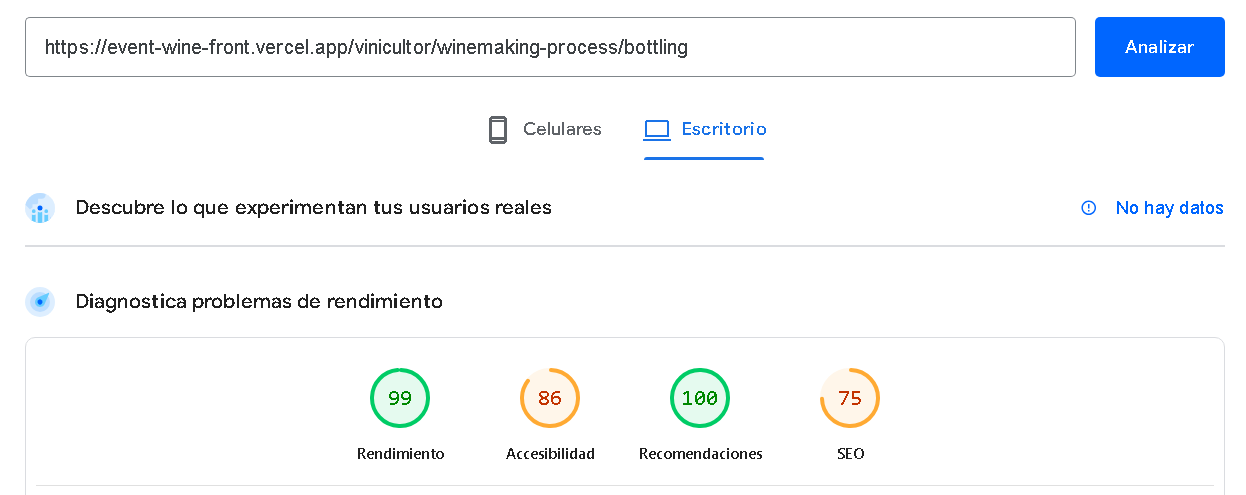 https://event-wine-front.vercel.app/vinicultor/winemaking-process/bottling
Analizar
Celulares
Escritorio
Descubre lo que experimentan tus usuarios reales
No hay datos
Diagnostica problemas de rendimiento
99
86
100
75
Rendimiento
Accesibilidad
Recomendaciones
SEO